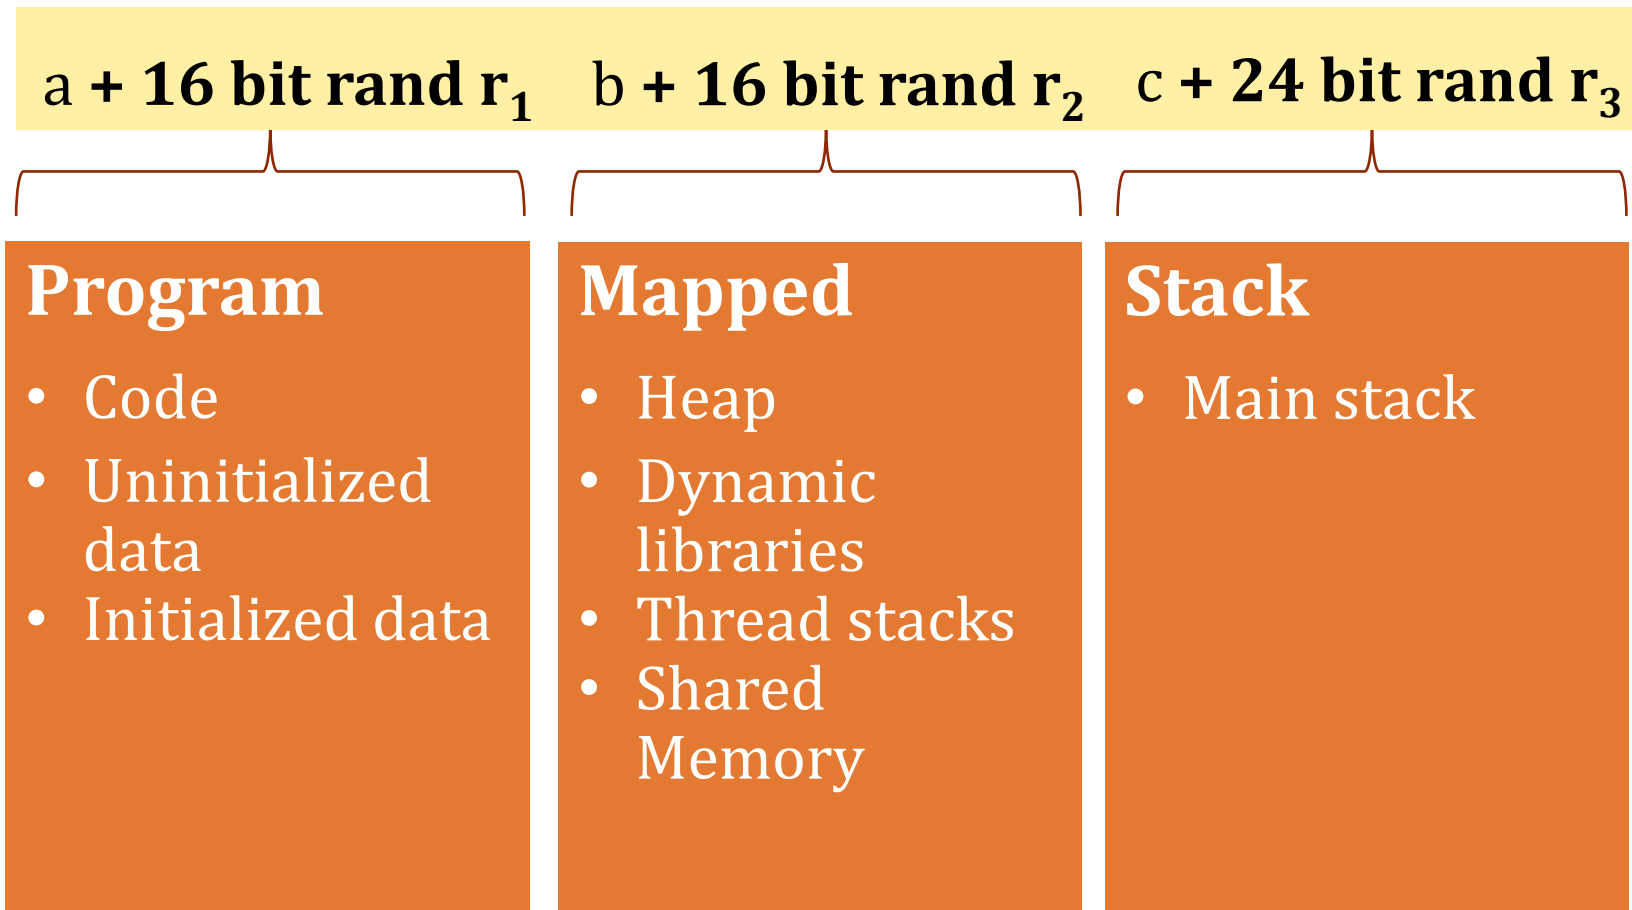 a + 16 bit rand r₁
b + 16 bit rand r₂
c + 24 bit rand r₃
Program
• Code
• Uninitialized
data
• Initialized data
Mapped
• Heap
• Dynamic
libraries
• Thread stacks
• Shared
Memory
Stack
• Main stack